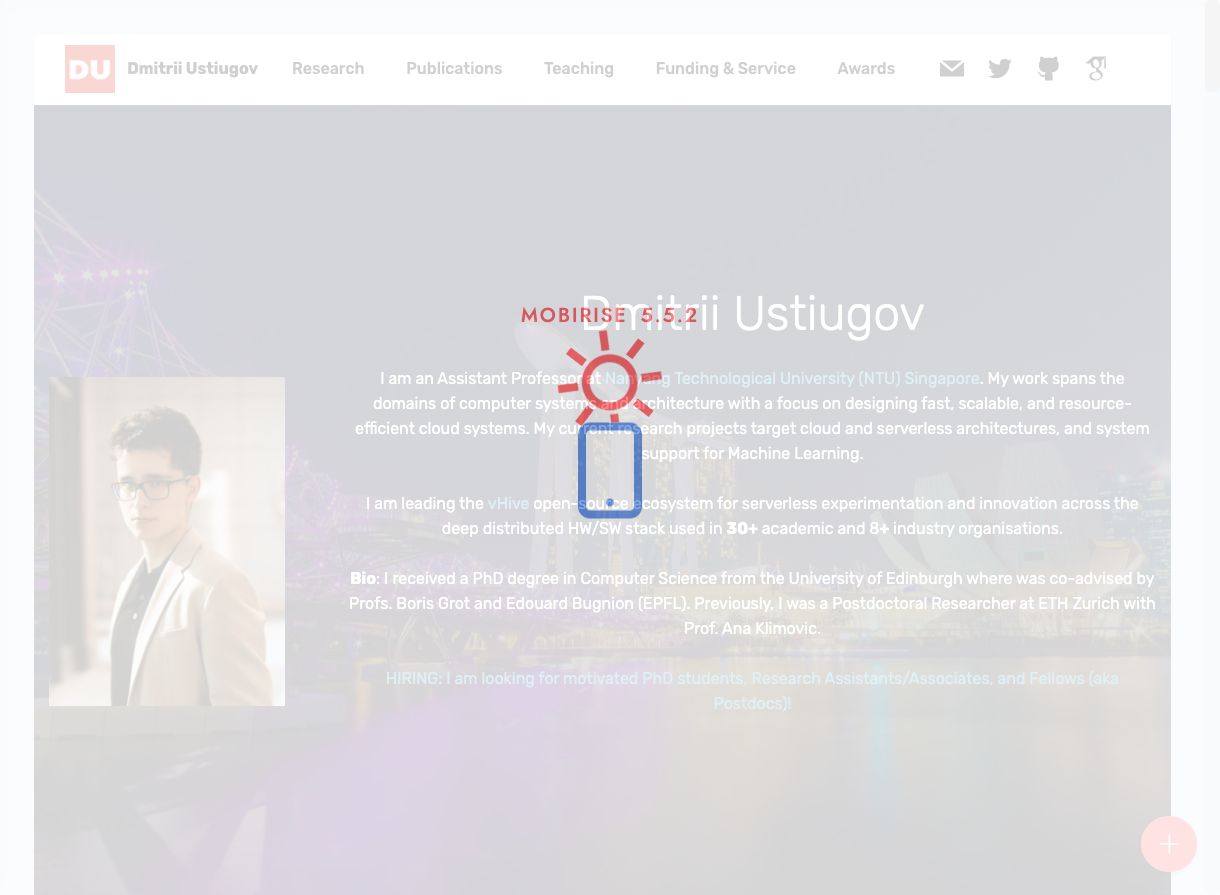 DU Dmitrii Ustiugov Research Publications Teaching Funding & Service Awards
Dmitrii Ustiugov
MOBIRISE 5.5.2
I am an Assistant Professor at Nanyang Technological University (NTU) Singapore. My work spans the
domains of computer systems and architecture with a focus on designing fast, scalable, and resource-
efficient cloud systems. My current research projects target cloud and serverless architectures, and system
support for Machine Learning.
I am leading the vHive open-source ecosystem for serverless experimentation and innovation across the
deep distributed HW/SW stack used in 30+ academic and 8+ industry organisations.
Bio: I received a PhD degree in Computer Science from the University of Edinburgh where was co-advised by
Profs. Boris Grot and Edouard Bugnion (EPFL). Previously, I was a Postdoctoral Researcher at ETH Zurich with
Prof. Ana Klimovic.
HIRING: I am looking for motivated PhD students, Research Assistants/Associates, and Fellows (aka
Postdocs)!